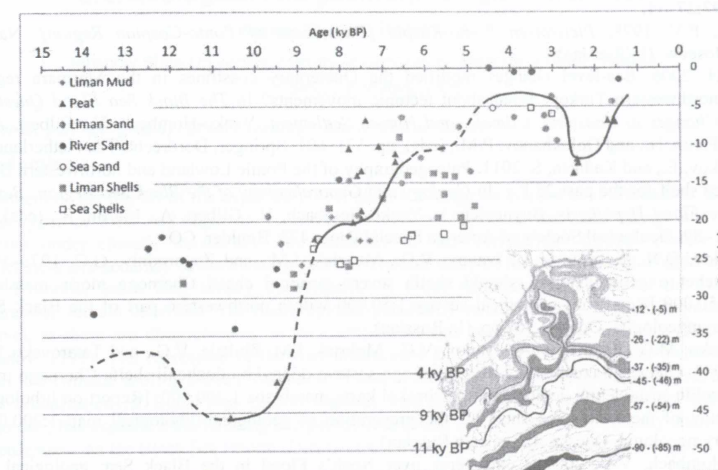 Age (ky BP)
15 14 13 12 11 10 9 8 7 6 5 4 3 2 1 0
0
-5
-10
-15
-20
-25
-30
-35
-40
-45
-50
Liman Mud
Peat
Liman Sand
River Sand
Sea Sand
Liman Shells
Sea Shells
-12 - (-5) m
-26 - (-22) m
-37 - (-35) m
-45 - (-46) m
-57 - (-54) m
-90 - (-85) m
4 ky BP
9 ky BP
11 ky BP